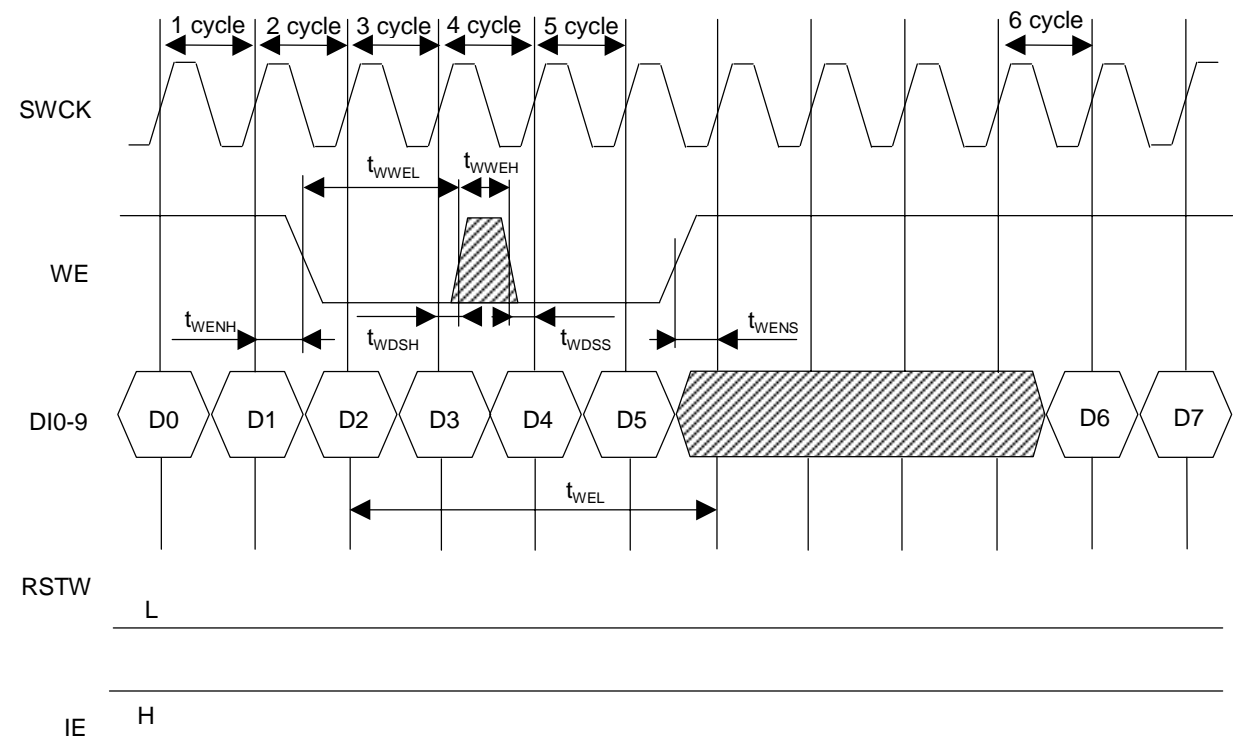 1 cycle 2 cycle 3 cycle 4 cycle 5 cycle 6 cycle
SWCK
tWWEL tWWEH
WE
tWENH tWDSH tWDSS tWENS
DI0-9 D0 D1 D2 D3 D4 D5 D6 D7
tWEL
RSTW
L
H
IE